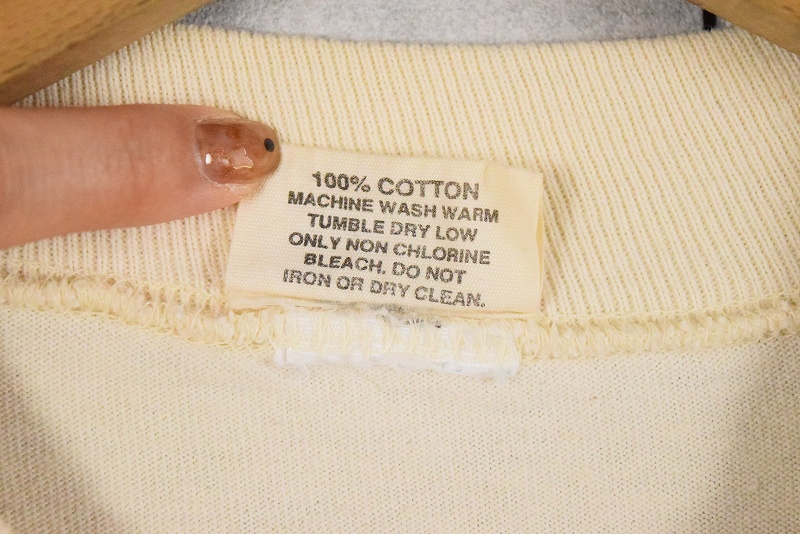 100% COTTON
MACHINE WASH WARM
TUMBLE DRY LOW
ONLY NON CHLORINE
BLEACH. DO NOT
IRON OR DRY CLEAN.